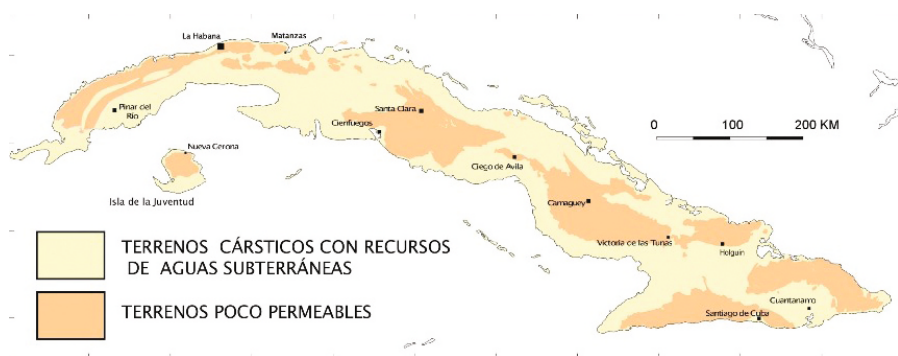 La Habana
Matanzas
Pinar del
Rio
Santa Clara
Cienfuegos
Nueva Gerona
Isla de la Juventud
Ciego de Avila
Camaguey
Victoria de las Tunas
Holguin
Guantanamo
Santiago de Cuba
0 100 200 KM
TERRENOS CÁRSTICOS CON RECURSOS
DE AGUAS SUBTERRÁNEAS
TERRENOS POCO PERMEABLES